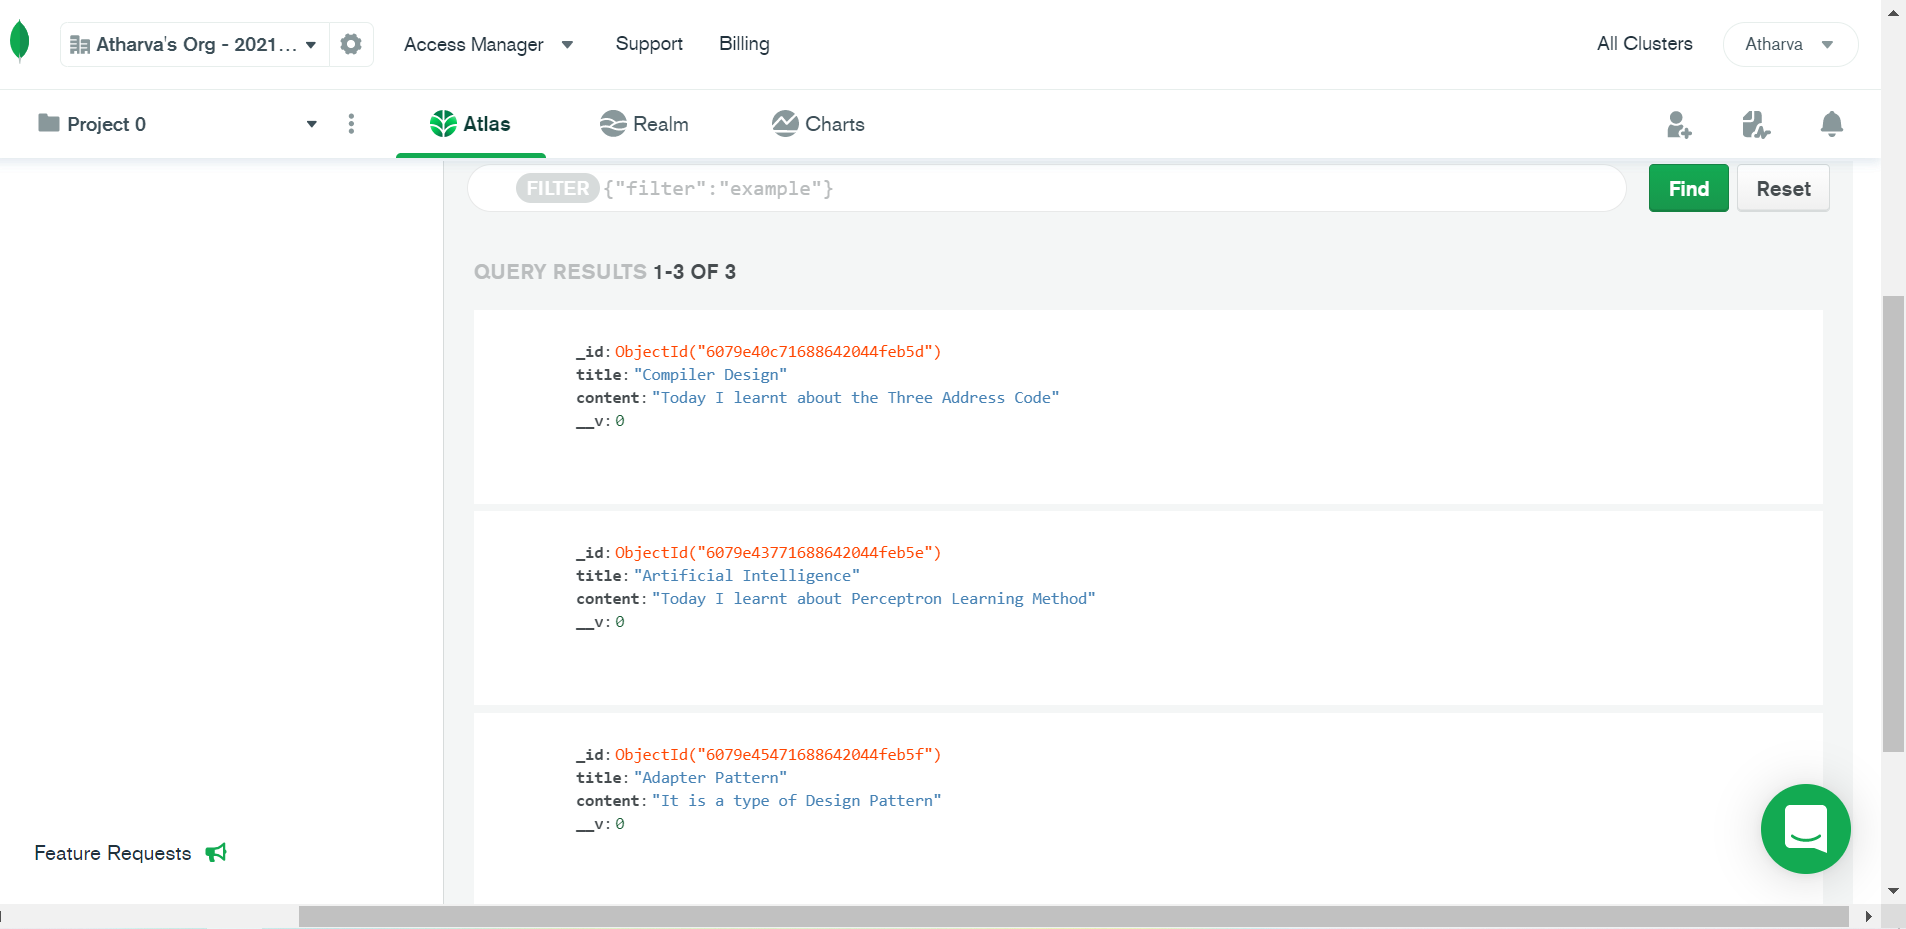 Atharva's Org - 2021... Access Manager Support Billing All Clusters Atharva
Project 0 Atlas Realm Charts
FILTER {"filter":"example"} Find Reset
QUERY RESULTS 1-3 OF 3
_id: ObjectId("6079e40c71688642044feb5d")
title: "Compiler Design"
content: "Today I learnt about the Three Address Code"
__v: 0
_id: ObjectId("6079e43771688642044feb5e")
title: "Artificial Intelligence"
content: "Today I learnt about Perceptron Learning Method"
__v: 0
_id: ObjectId("6079e45471688642044feb5f")
title: "Adapter Pattern"
content: "It is a type of Design Pattern"
__v: 0
Feature Requests